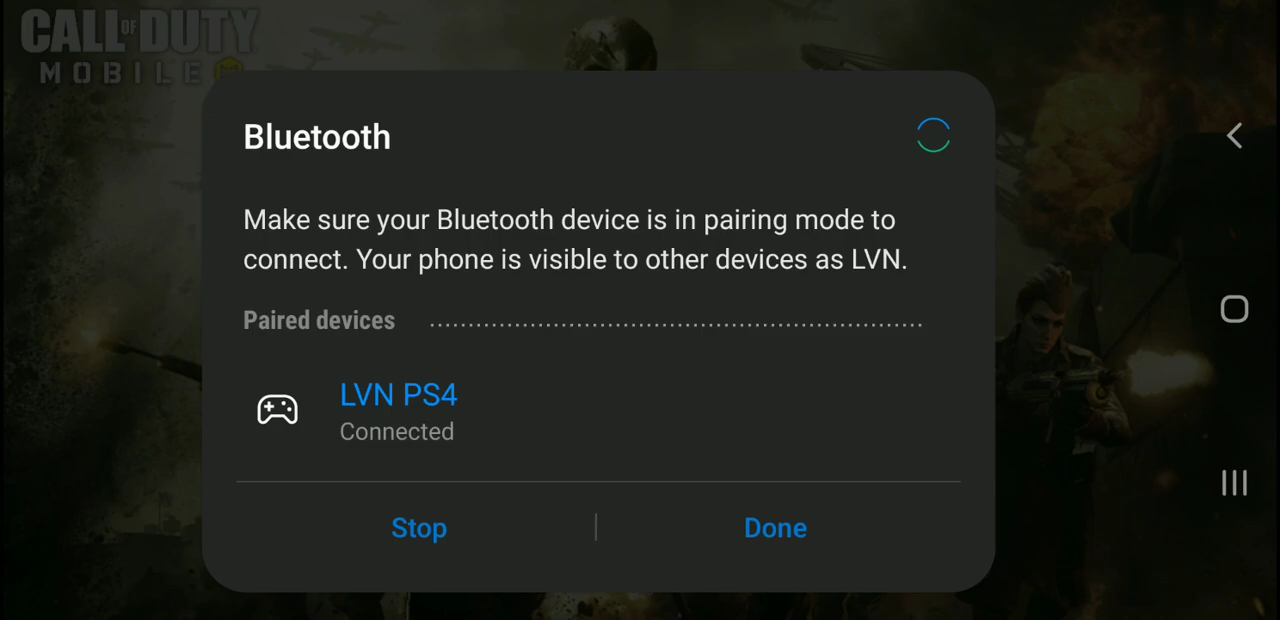 CALL OF DUTY
MOBILE
Bluetooth
Make sure your Bluetooth device is in pairing mode to
connect. Your phone is visible to other devices as LVN.
Paired devices
LVN PS4
Connected
Stop
Done